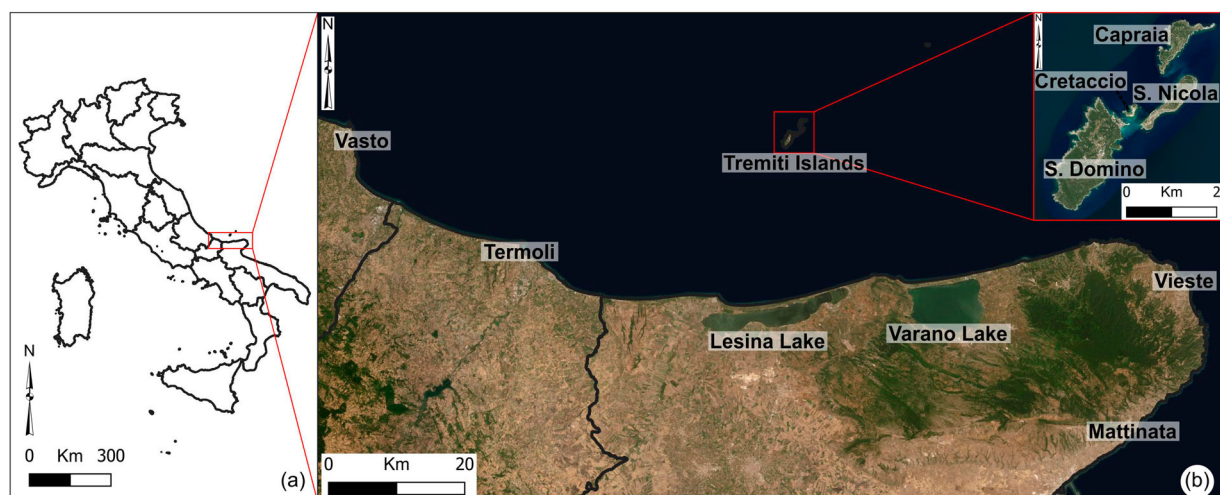 N
Km
0
300
(a)
N
Vasto
Termoli
Tremiti Islands
Lesina Lake
Varano Lake
Vieste
Mattinata
Km
0
20
(b)
N
Capraia
Cretaccio
S. Nicola
S. Domino
0 Km 2